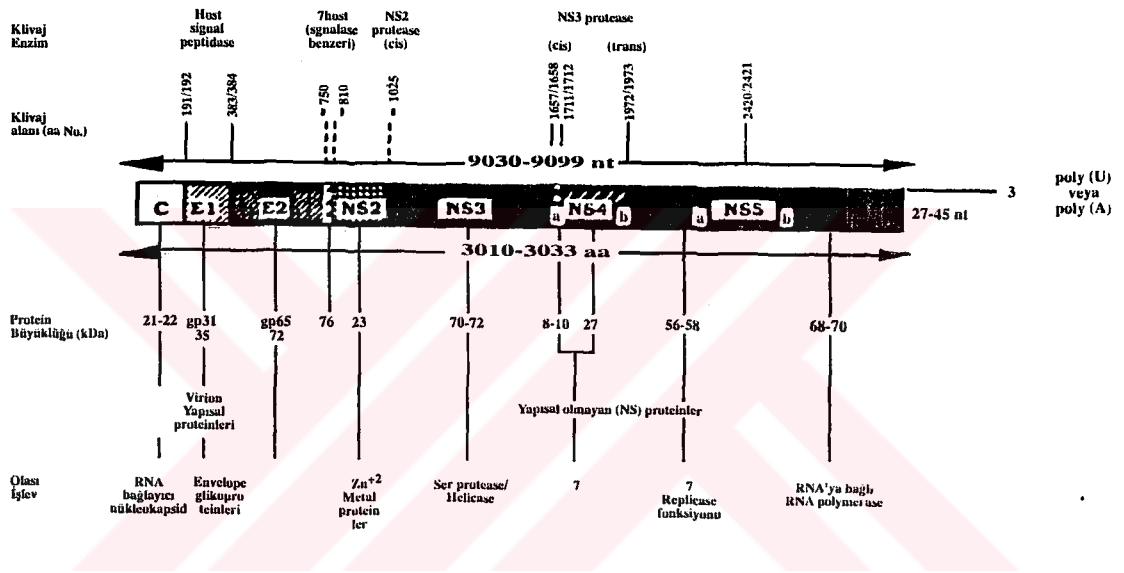 Klivaj
Enzim
Host
signal
peptidase
7host
(sgnalase
benzeri)
NS2
protease
(cis)
NS3 protease
(cis)
(trans)
Klivaj
alanı (aa No.)
191/192
383/384
750
810
1025
1657/1658
1711/1712
1972/1973
2420/2421
9030-9099 nt
C
E1
E2
NS2
NS3
a
NS4
b
a
NS5
b
3
27-45 nt
poly (U)
veya
poly (A)
3010-3033 aa
Protein
Büyüklüğü (kDa)
21-22
gp31
35
gp65
72
76
23
70-72
8-10
27
56-58
68-70
Virion
Yapısal
proteinleri
Yapısal olmayan (NS) proteinler
Olası
İşlev
RNA
bağlayıcı
nükleokapsid
Envelope
glikopro
teinleri
Zn+2
Metal
protein
ler
Ser protease/
Helicase
7
7
Replicase
fonksiyonu
RNA'ya bağlı
RNA polymerase